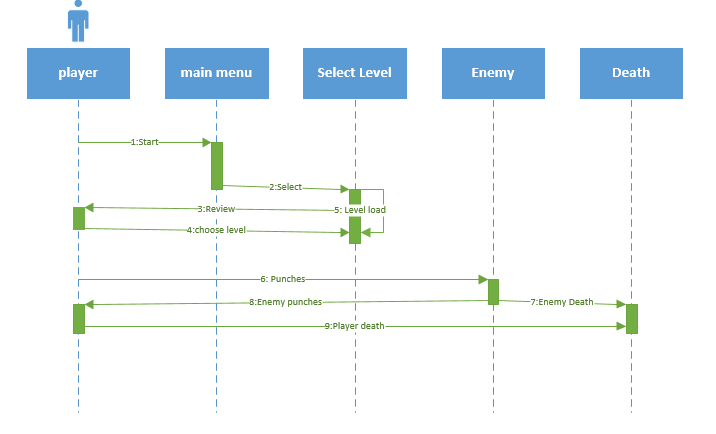 player
main menu
Select Level
Enemy
Death
1:Start
2:Select
3:Review
5: Level load
4:choose level
6: Punches
8:Enemy punches
7:Enemy Death
9:Player death